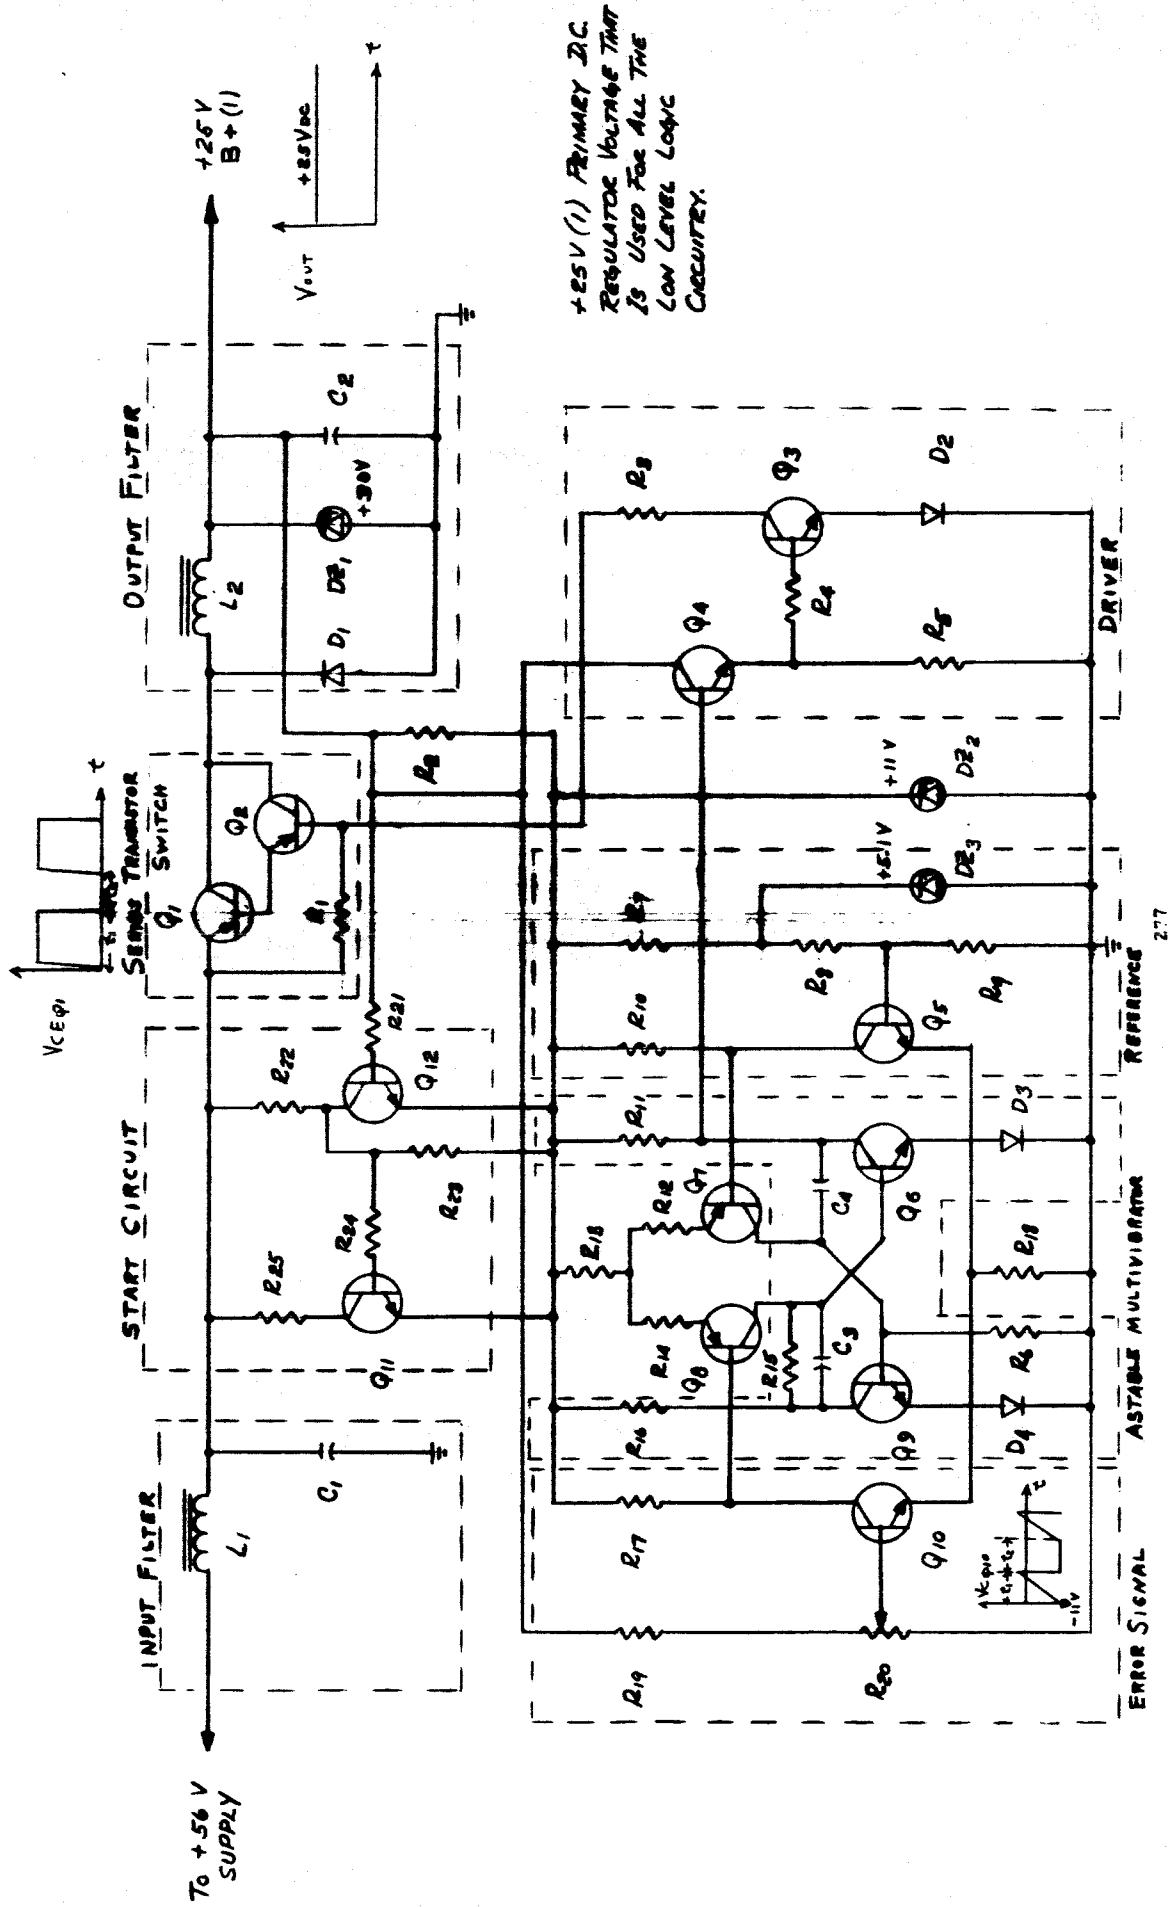 To +56 V
SUPPLY
INPUT FILTER
L1
C1
START CIRCUIT
R25
Q11
R24
R22
R23
Q12
R21
VCEQ1
t
SERIES TRANSISTOR
SWITCH
Q1
Q2
R1
OUTPUT FILTER
L2
D1
DZ1
+30V
C2
+25V
B+(1)
VOUT
+25VDC
t
+25V(1) PRIMARY D.C.
REGULATOR VOLTAGE THAT
IS USED FOR ALL THE
LOW LEVEL LOGIC
CIRCUITRY.
R19
R20
R17
Q10
-11V
t
ERROR SIGNAL
R16
R14
Q8
R15
C3
Q9
D4
R6
R13
R12
Q7
R11
C4
Q6
D3
R18
ASTABLE MULTIVIBRATOR
R10
R7
R8
R9
Q5
+5.1V
DZ3
REFERENCE
+11V
DZ2
Q4
R4
R5
R3
Q3
D2
DRIVER
277